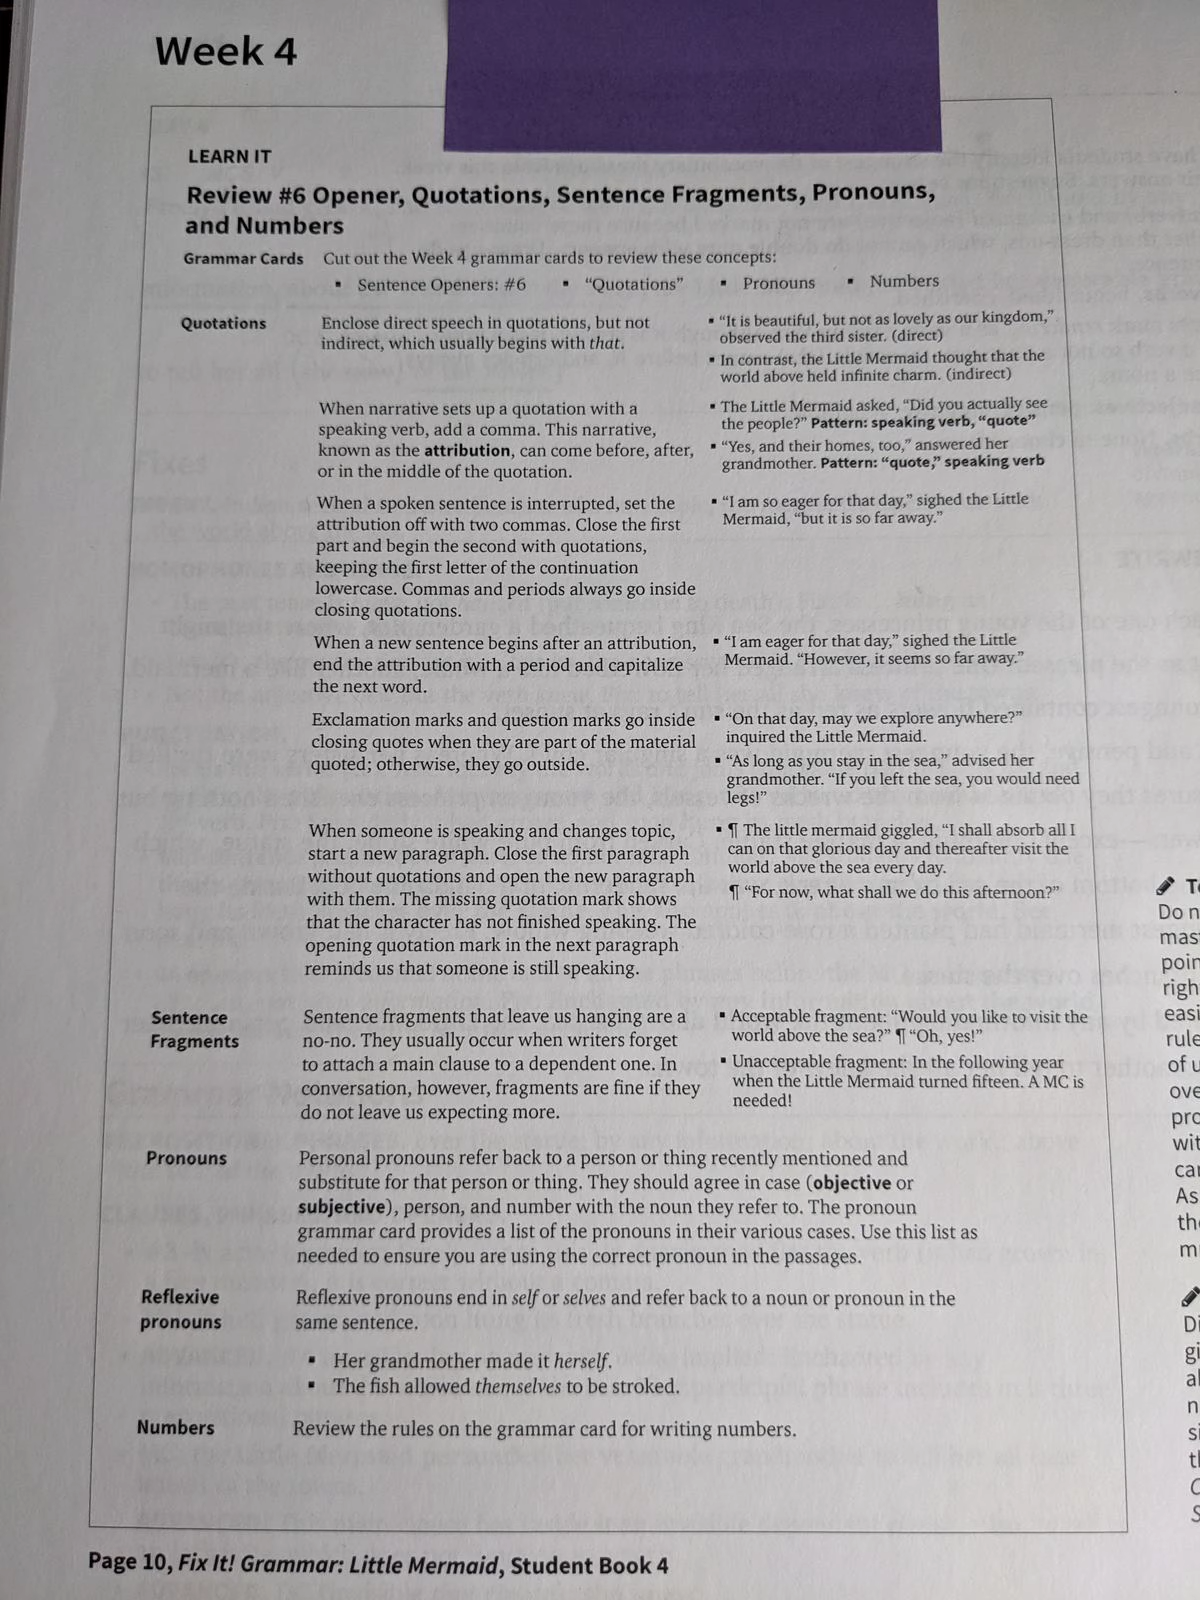 Week 4
LEARN IT
Review #6 Opener, Quotations, Sentence Fragments, Pronouns,
and Numbers
Grammar Cards Cut out the Week 4 grammar cards to review these concepts:
▪ Sentence Openers: #6 ▪ “Quotations” ▪ Pronouns ▪ Numbers
Quotations
Enclose direct speech in quotations, but not
indirect, which usually begins with that.
▪ “It is beautiful, but not as lovely as our kingdom,”
observed the third sister. (direct)
▪ In contrast, the Little Mermaid thought that the
world above held infinite charm. (indirect)
When narrative sets up a quotation with a
speaking verb, add a comma. This narrative,
known as the attribution, can come before, after,
or in the middle of the quotation.
▪ The Little Mermaid asked, “Did you actually see
the people?” Pattern: speaking verb, “quote”
▪ “Yes, and their homes, too,” answered her
grandmother. Pattern: “quote,” speaking verb
When a spoken sentence is interrupted, set the
attribution off with two commas. Close the first
part and begin the second with quotations,
keeping the first letter of the continuation
lowercase. Commas and periods always go inside
closing quotations.
▪ “I am so eager for that day,” sighed the Little
Mermaid, “but it is so far away.”
When a new sentence begins after an attribution,
end the attribution with a period and capitalize
the next word.
▪ “I am eager for that day,” sighed the Little
Mermaid. “However, it seems so far away.”
Exclamation marks and question marks go inside
closing quotes when they are part of the material
quoted; otherwise, they go outside.
▪ “On that day, may we explore anywhere?”
inquired the Little Mermaid.
▪ “As long as you stay in the sea,” advised her
grandmother. “If you left the sea, you would need
legs!”
When someone is speaking and changes topic,
start a new paragraph. Close the first paragraph
without quotations and open the new paragraph
with them. The missing quotation mark shows
that the character has not finished speaking. The
opening quotation mark in the next paragraph
reminds us that someone is still speaking.
▪ ¶ The little mermaid giggled, “I shall absorb all I
can on that glorious day and thereafter visit the
world above the sea every day.
¶ “For now, what shall we do this afternoon?”
Sentence
Fragments
Sentence fragments that leave us hanging are a
no-no. They usually occur when writers forget
to attach a main clause to a dependent one. In
conversation, however, fragments are fine if they
do not leave us expecting more.
▪ Acceptable fragment: “Would you like to visit the
world above the sea?” ¶ “Oh, yes!”
▪ Unacceptable fragment: In the following year
when the Little Mermaid turned fifteen. A MC is
needed!
Pronouns
Personal pronouns refer back to a person or thing recently mentioned and
substitute for that person or thing. They should agree in case (objective or
subjective), person, and number with the noun they refer to. The pronoun
grammar card provides a list of the pronouns in their various cases. Use this list as
needed to ensure you are using the correct pronoun in the passages.
Reflexive
pronouns
Reflexive pronouns end in self or selves and refer back to a noun or pronoun in the
same sentence.
▪ Her grandmother made it herself.
▪ The fish allowed themselves to be stroked.
Numbers
Review the rules on the grammar card for writing numbers.
Page 10, Fix It! Grammar: Little Mermaid, Student Book 4